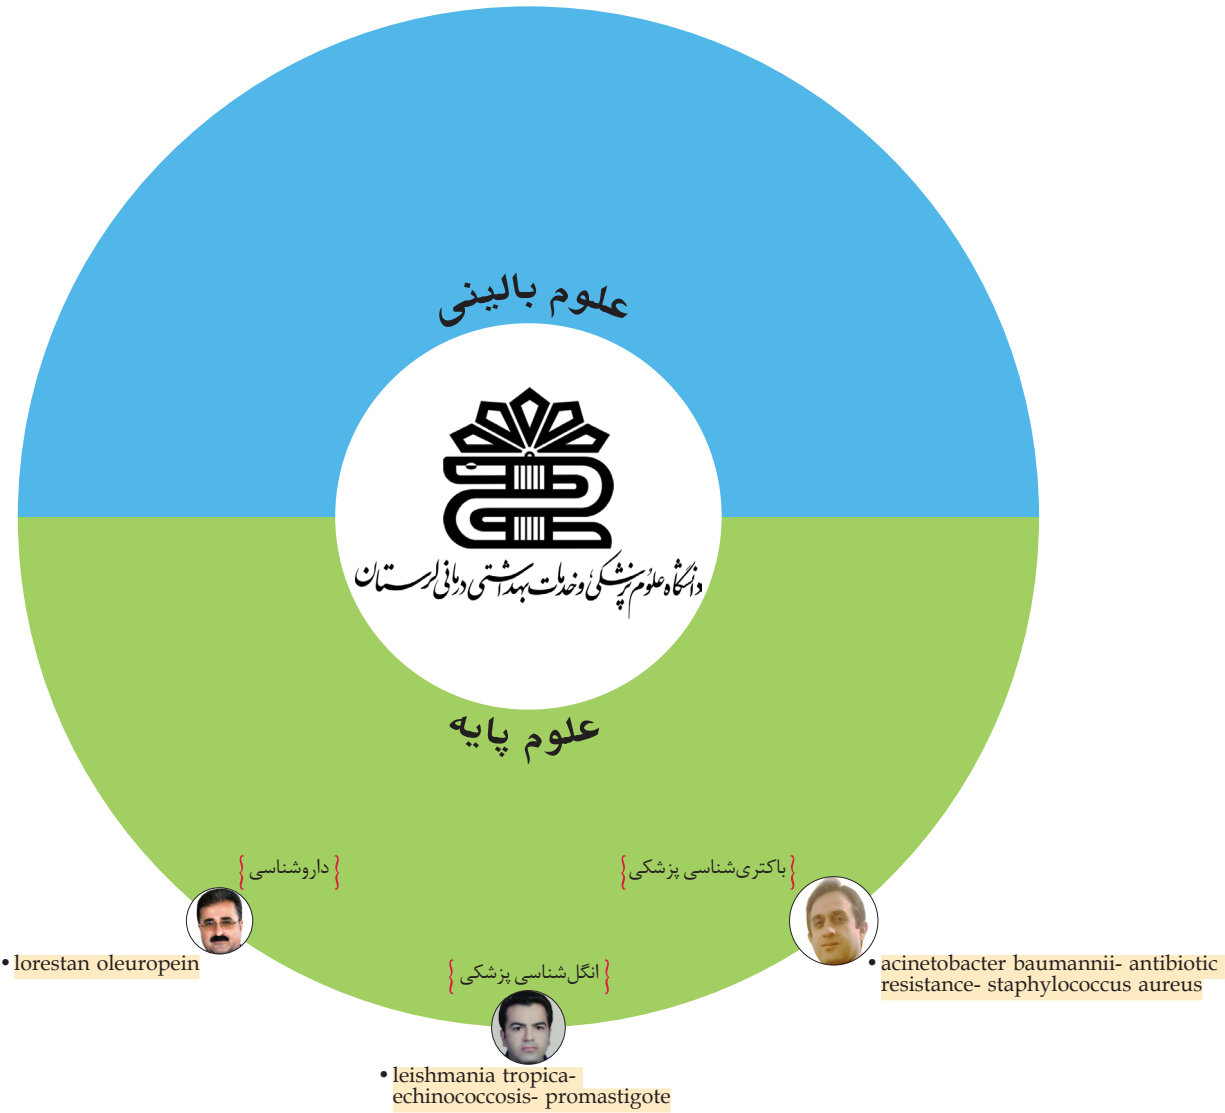 علوم بالینی
دانشگاه علوم پزشکی و خدمات بهداشتی درمانی لرستان
علوم پایه
{باکتری‌شناسی پزشکی}
{داروشناسی}
• acinetobacter baumannii- antibiotic
resistance- staphylococcus aureus
• lorestan oleuropein
{انگل‌شناسی پزشکی}
• leishmania tropica-
echinococcosis- promastigote